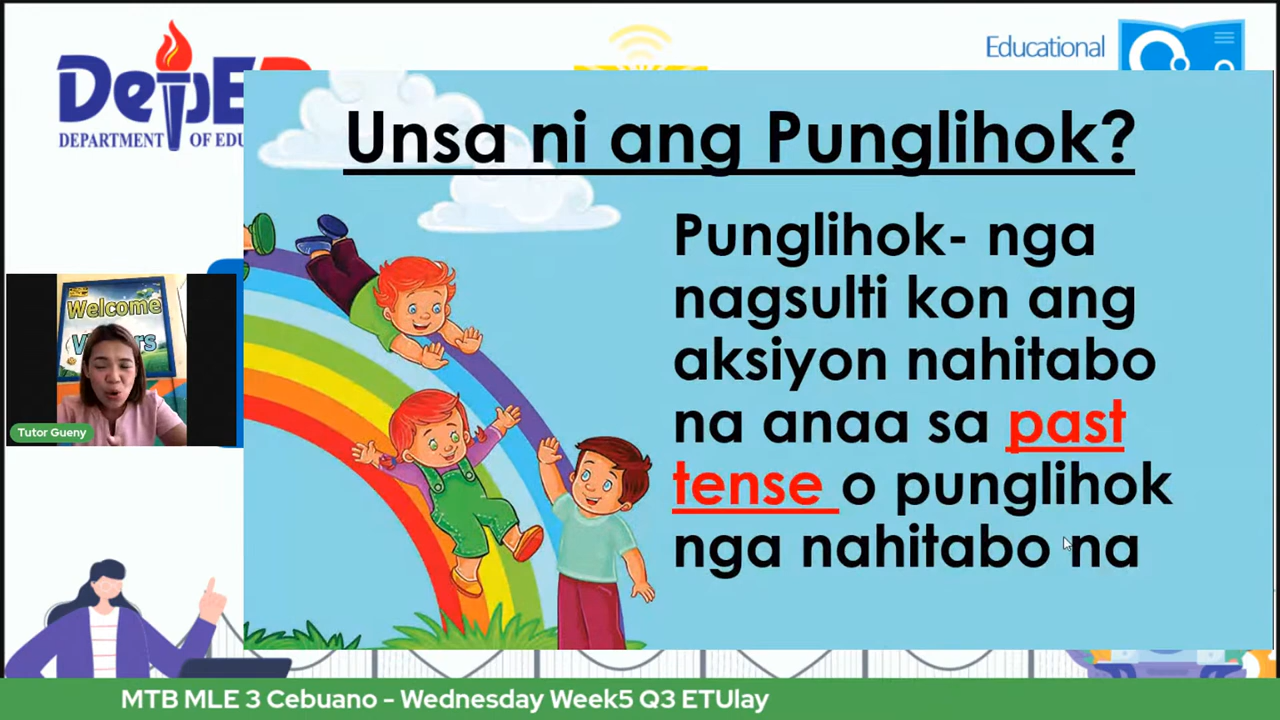 DepE
DEPARTMENT OF EDU
Educational
Unsa ni ang Punglihok?
Punglihok- nga
nagsulti kon ang
aksiyon nahitabo
na anaa sa past
tense o punglihok
nga nahitabo na
Welcome
Tutor Gueny
MTB MLE 3 Cebuano - Wednesday Week5 Q3 ETUlay